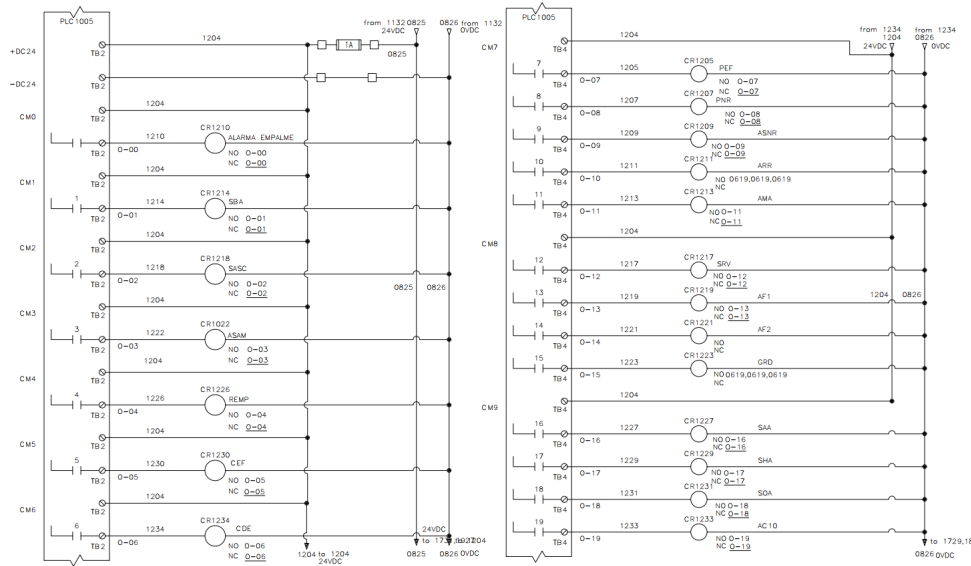 from 1132 0825 0826 from 1132
24VDC 0VDC
PLC1005
+DC24 TB2 1204 1A 0825
-DC24 TB2
CM0 TB2 1204
TB2 0-00 1210 CR1210 ALARMA EMPALME
NO 0-00
NC 0-00
CM1 TB2 1204
1 TB2 0-01 1214 CR1214 SBA
NO 0-01
NC 0-01
CM2 TB2 1204
2 TB2 0-02 1218 CR1218 SASC
NO 0-02
NC 0-02
0825 0826
CM3 TB2 1204
3 TB2 0-03 1222 CR1022 ASAM
NO 0-03
NC 0-03
CM4 TB2 1204
4 TB2 0-04 1226 CR1226 REMP
NO 0-04
NC 0-04
CM5 TB2 1204
5 TB2 0-05 1230 CR1230 CEF
NO 0-05
NC 0-05
CM6 TB2 1204
6 TB2 0-06 1234 CR1234 CDE
NO 0-06
NC 0-06
24VDC
1204 to 1204
24VDC
0825 0826 0VDC
PLC1005
from 1234 from 1234
1204 0826
24VDC 0VDC
CM7 TB4 1204
7 TB4 0-07 1205 CR1205 PEF
NO 0-07
NC 0-07
8 TB4 0-08 1207 CR1207 PNR
NO 0-08
NC 0-08
9 TB4 0-09 1209 CR1209 ASNR
NO 0-09
NC 0-09
10 TB4 0-10 1211 CR1211 ARR
NO 0619,0619,0619
NC
11 TB4 0-11 1213 CR1213 AMA
NO 0-11
NC 0-11
CM8 TB4 1204
12 TB4 0-12 1217 CR1217 SRV
NO 0-12
NC 0-12
1204 0826
13 TB4 0-13 1219 CR1219 AF1
NO 0-13
NC 0-13
14 TB4 0-14 1221 CR1221 AF2
NO
NC
15 TB4 0-15 1223 CR1223 GRD
NO 0619,0619,0619
NC
CM9 TB4 1204
16 TB4 0-16 1227 CR1227 SAA
NO 0-16
NC 0-16
17 TB4 0-17 1229 CR1229 SHA
NO 0-17
NC 0-17
18 TB4 0-18 1231 CR1231 SOA
NO 0-18
NC 0-18
19 TB4 0-19 1233 CR1233 AC10
NO 0-19
NC 0-19
to 1729,18
0826
0VDC